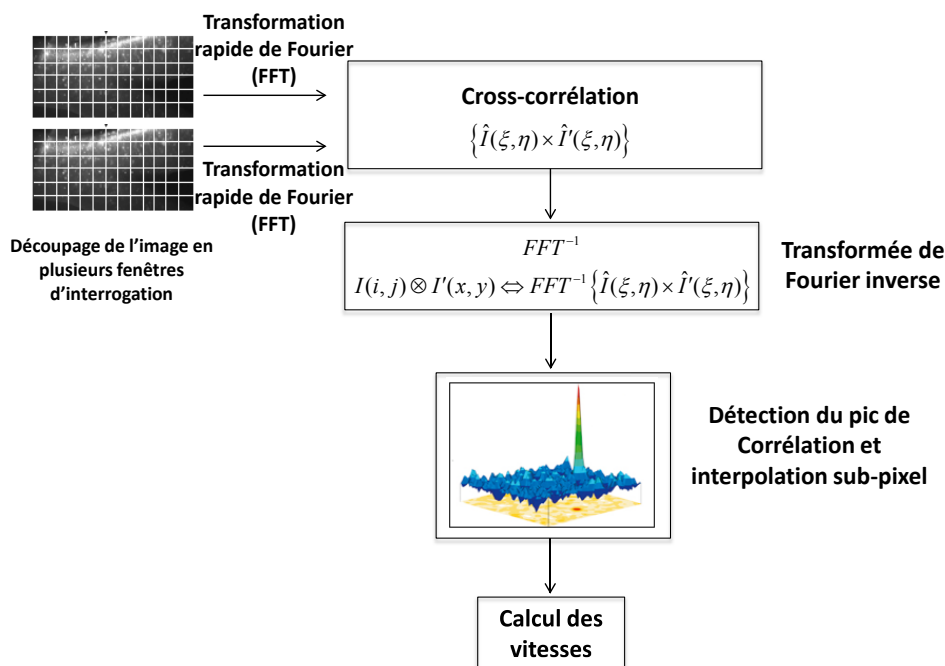 Transformation
rapide de Fourier
(FFT)
Cross-corrélation
{Î(ξ,η)×Î'(ξ,η)}
Transformation
rapide de Fourier
(FFT)
Découpage de l’image en
plusieurs fenêtres
d’interrogation
FFT⁻¹
I(i, j)⊗I'(x, y)⇔FFT⁻¹{Î(ξ,η)×Î'(ξ,η)}
Transformée de
Fourier inverse
Détection du pic de
Corrélation et
interpolation sub-pixel
Calcul des
vitesses